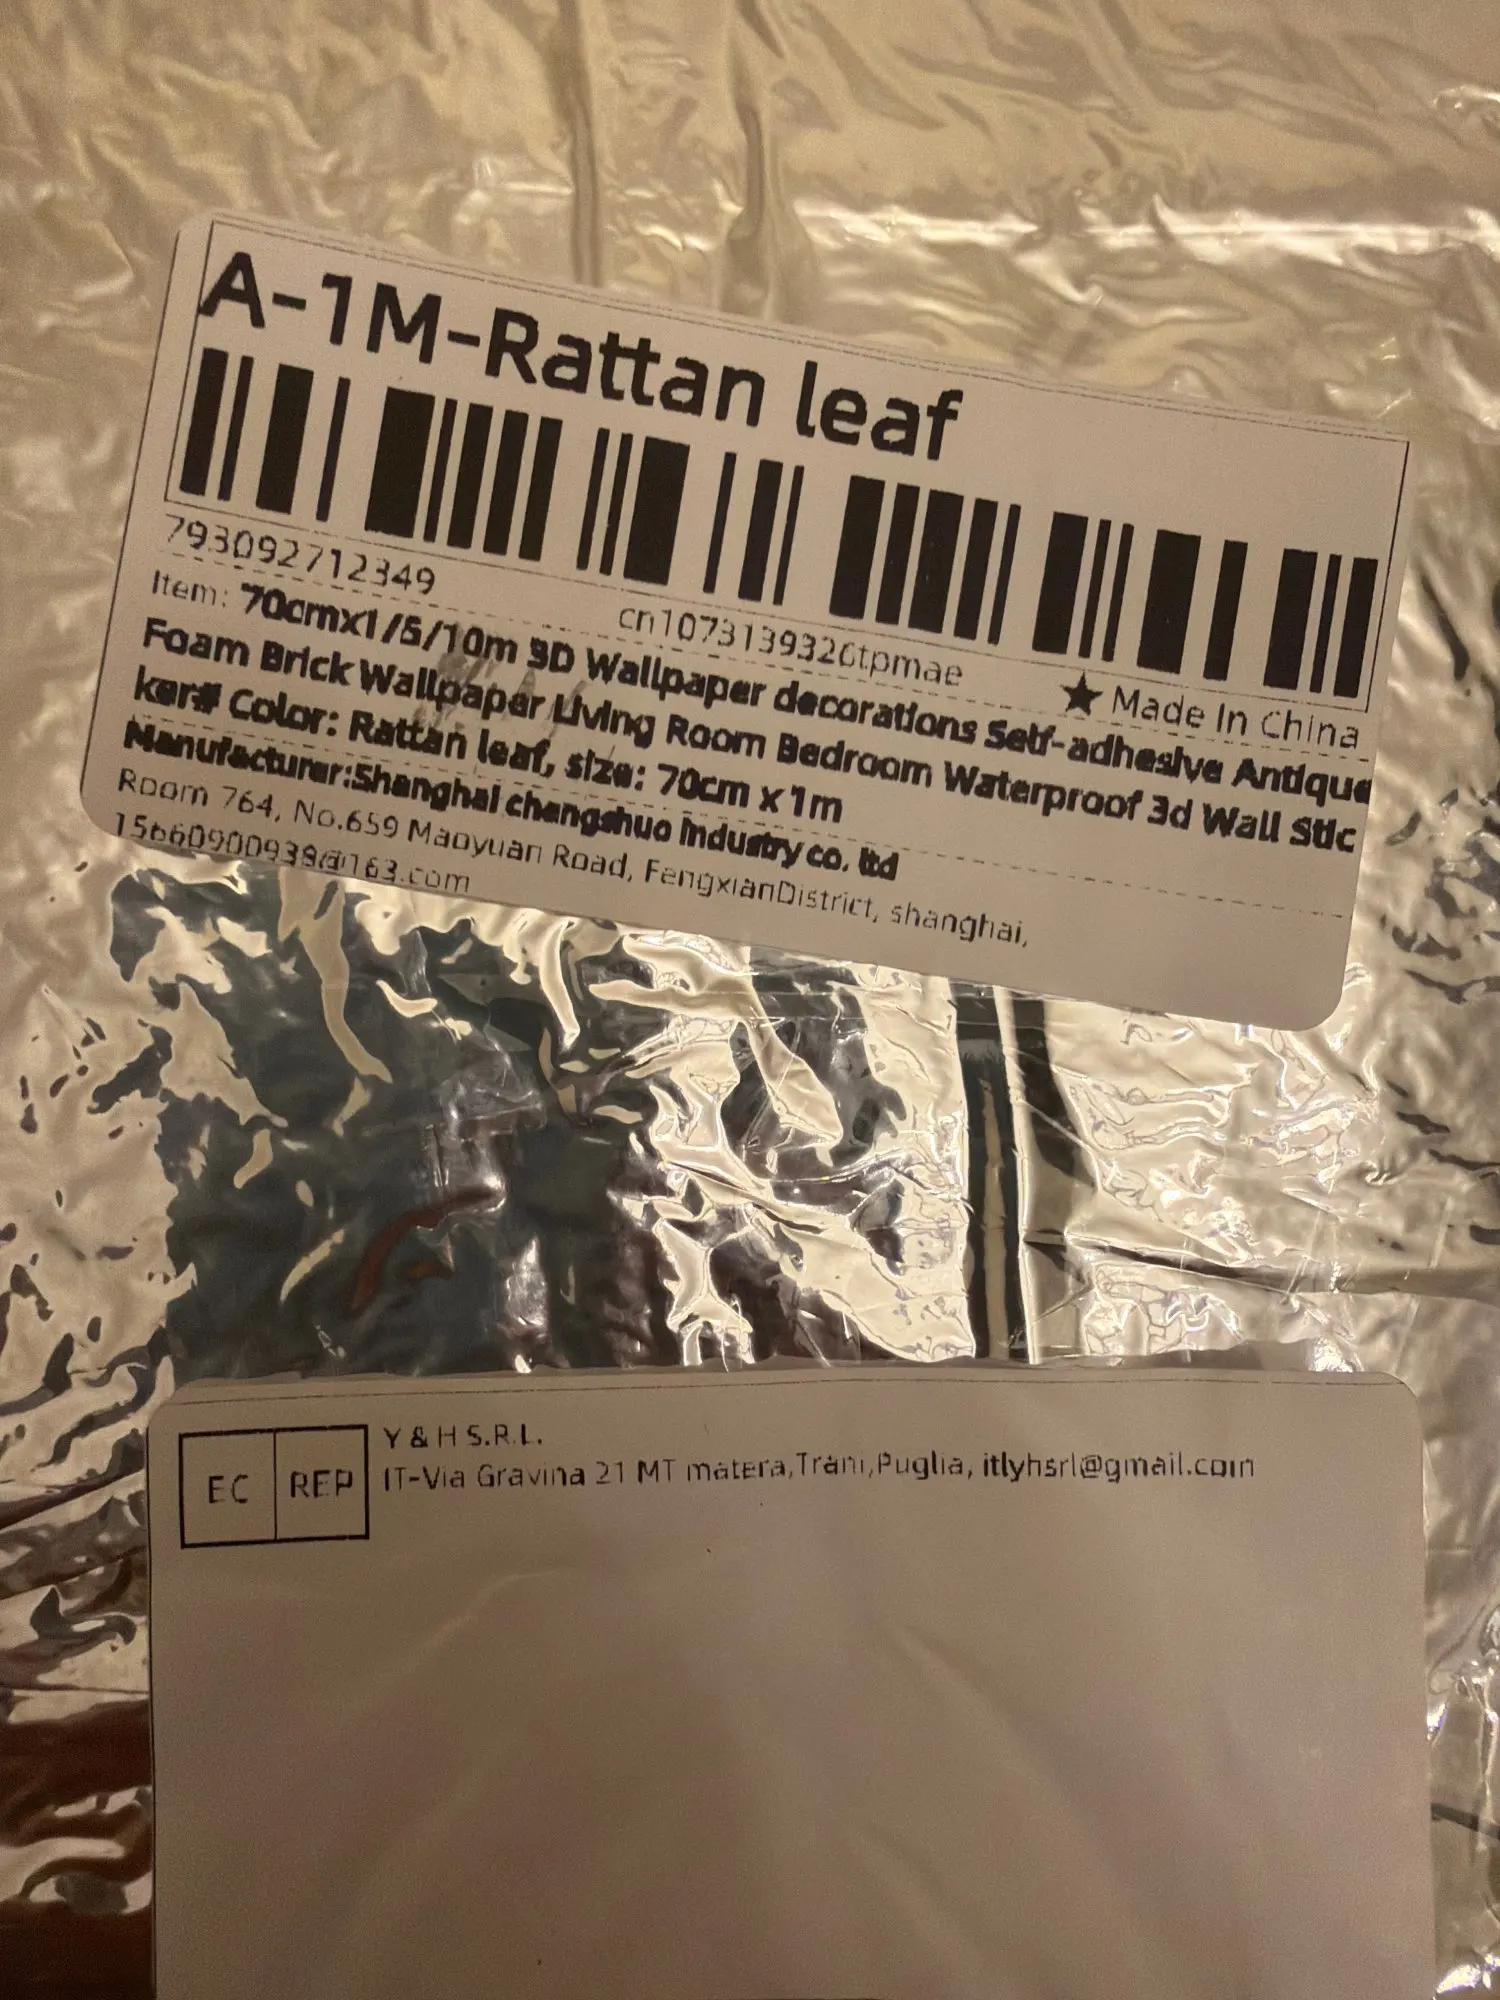 A-1M-Rattan leaf
793092712349
cn1073139326tpmae
★ Made In China
Item: 70cmx1/5/10m 3D Wallpaper decorations Self-adhesive Antique
Foam Brick Wallpaper Living Room Bedroom Waterproof 3d Wall Stic
ker# Color: Rattan leaf, size: 70cm x 1m
Manufacturer:Shanghai changshuo industry co. ltd
Room 764, No.659 Maoyuan Road, FengxianDistrict, shanghai,
15660900939@163.com
EC REP
Y & H S.R.L.
IT-Via Gravina 21 MT matera,Trani,Puglia, itlyhsrl@gmail.com